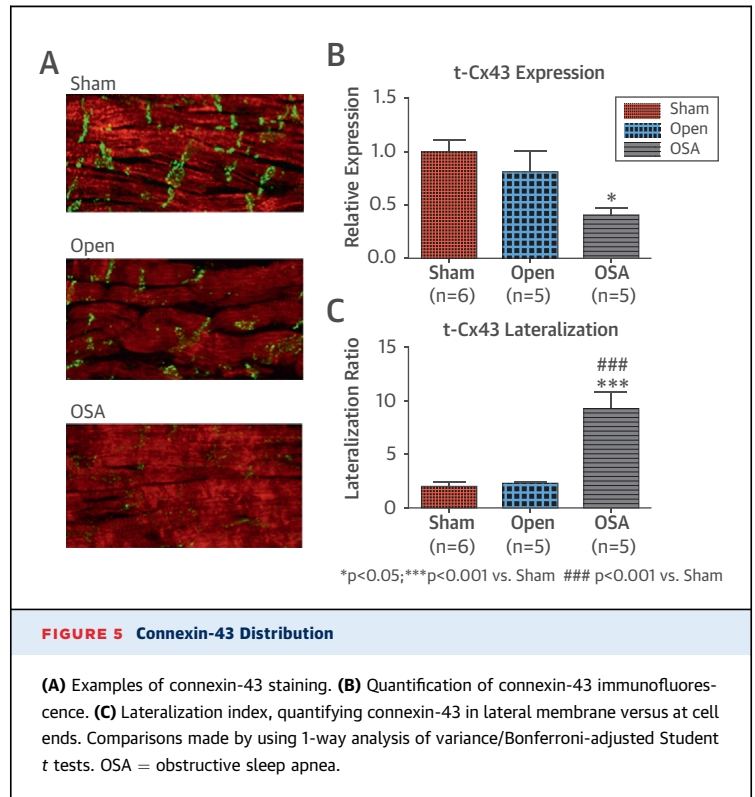 A
Sham
Open
OSA
B
t-Cx43 Expression
Relative Expression
1.5
1.0
0.5
0.0
Sham
Open
OSA
*
Sham
Open
OSA
(n=6)
(n=5)
(n=5)
C
t-Cx43 Lateralization
Lateralization Ratio
15
10
5
0
###
***
Sham
Open
OSA
(n=6)
(n=5)
(n=5)
*p<0.05;***p<0.001 vs. Sham ### p<0.001 vs. Sham
FIGURE 5 Connexin-43 Distribution
(A) Examples of connexin-43 staining. (B) Quantification of connexin-43 immunofluores-
cence. (C) Lateralization index, quantifying connexin-43 in lateral membrane versus at cell
ends. Comparisons made by using 1-way analysis of variance/Bonferroni-adjusted Student
t tests. OSA = obstructive sleep apnea.